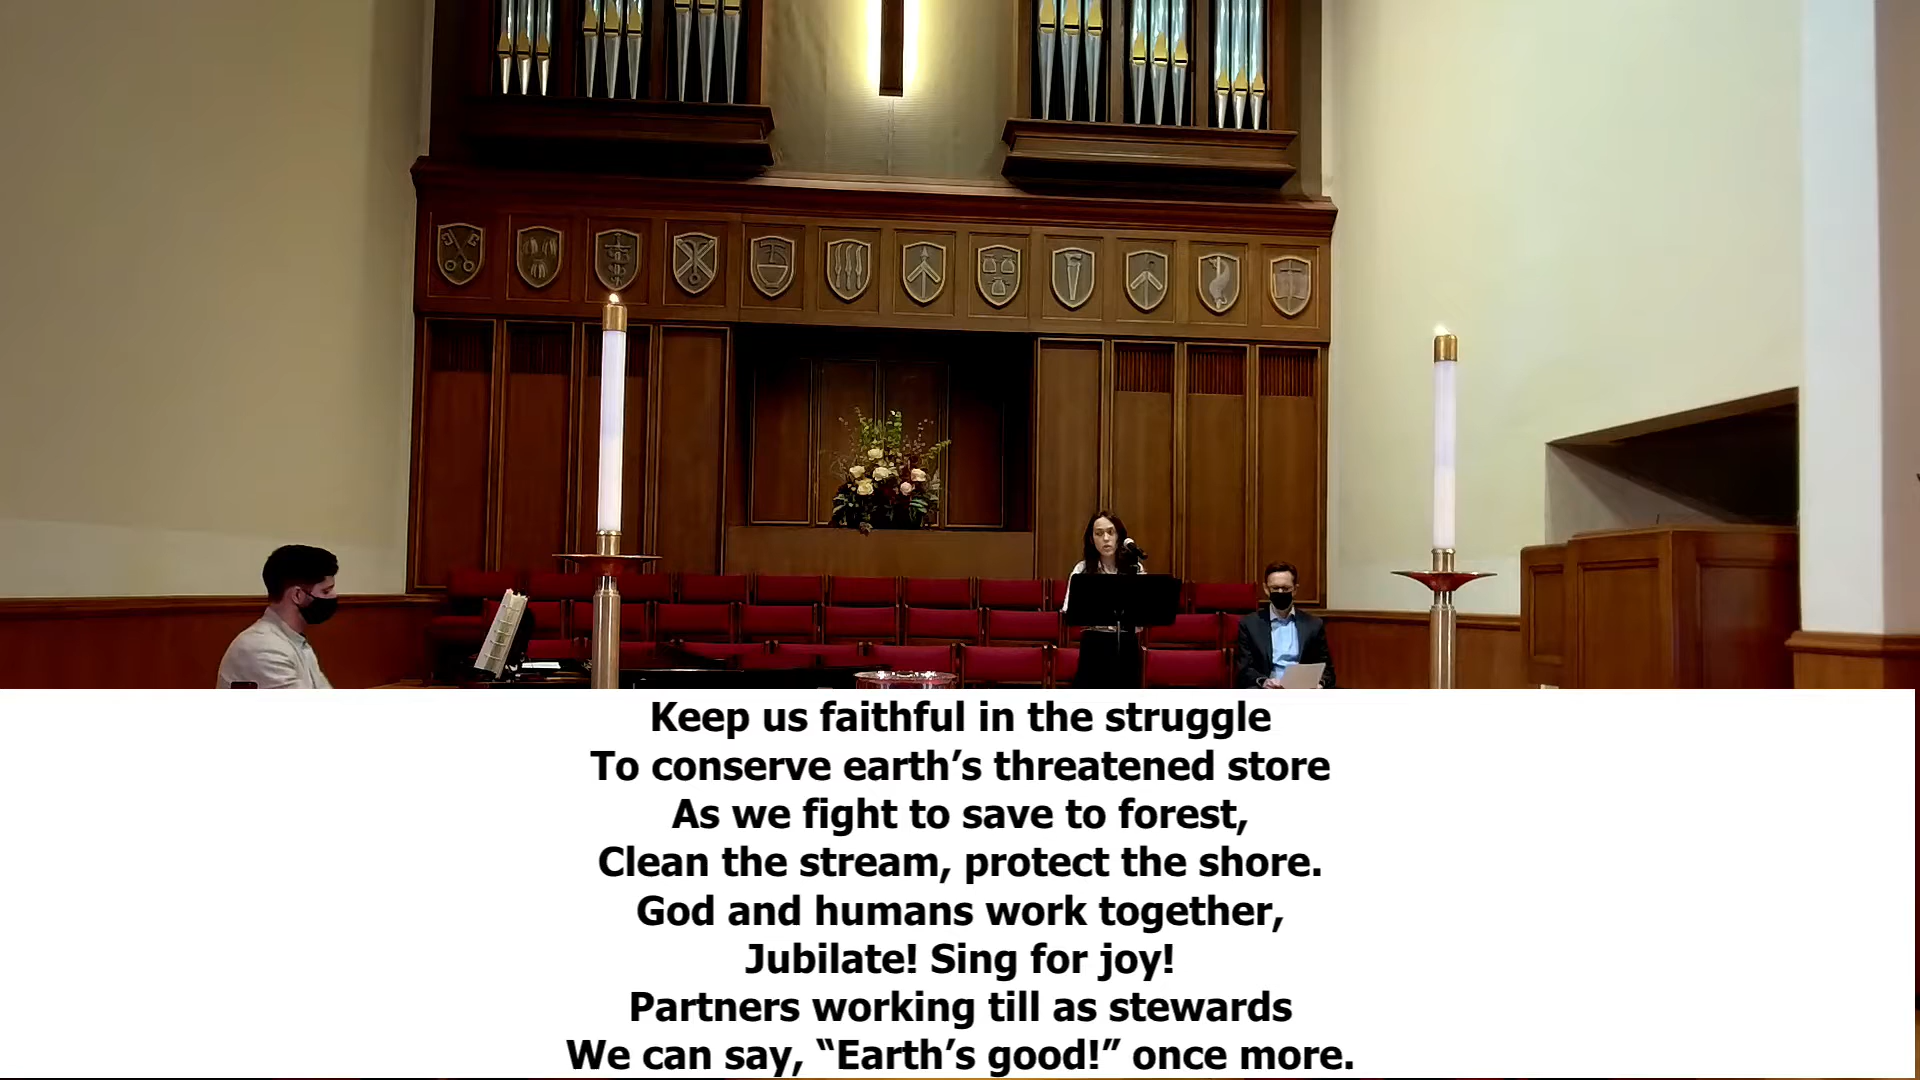 Keep us faithful in the struggle
To conserve earth’s threatened store
As we fight to save to forest,
Clean the stream, protect the shore.
God and humans work together,
Jubilate! Sing for joy!
Partners working till as stewards
We can say, “Earth’s good!” once more.